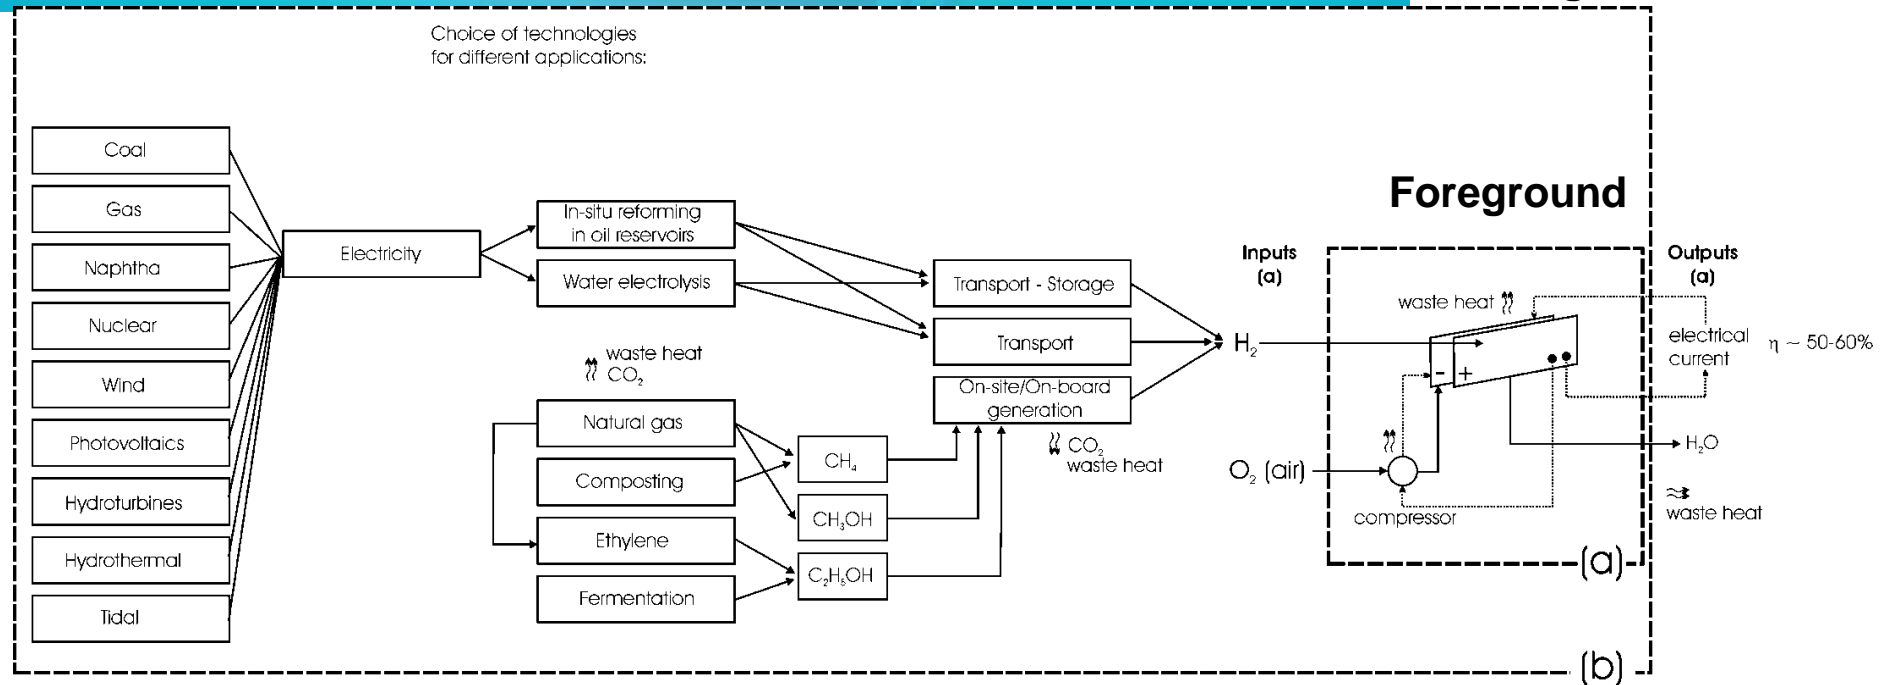 Choice of technologies
for different applications:
Coal
Gas
Naphtha
Nuclear
Wind
Photovoltaics
Hydroturbines
Hydrothermal
Tidal
Electricity
In-situ reforming
in oil reservoirs
Water electrolysis
waste heat
CO₂
Natural gas
Composting
Ethylene
Fermentation
CH₄
CH₃OH
C₂H₅OH
Transport - Storage
Transport
On-site/On-board
generation
CO₂
waste heat
Foreground
Inputs
(a)
H₂
O₂ (air)
waste heat
- +
compressor
(a)
(b)
Outputs
(a)
electrical
current
η ~ 50-60%
H₂O
waste heat